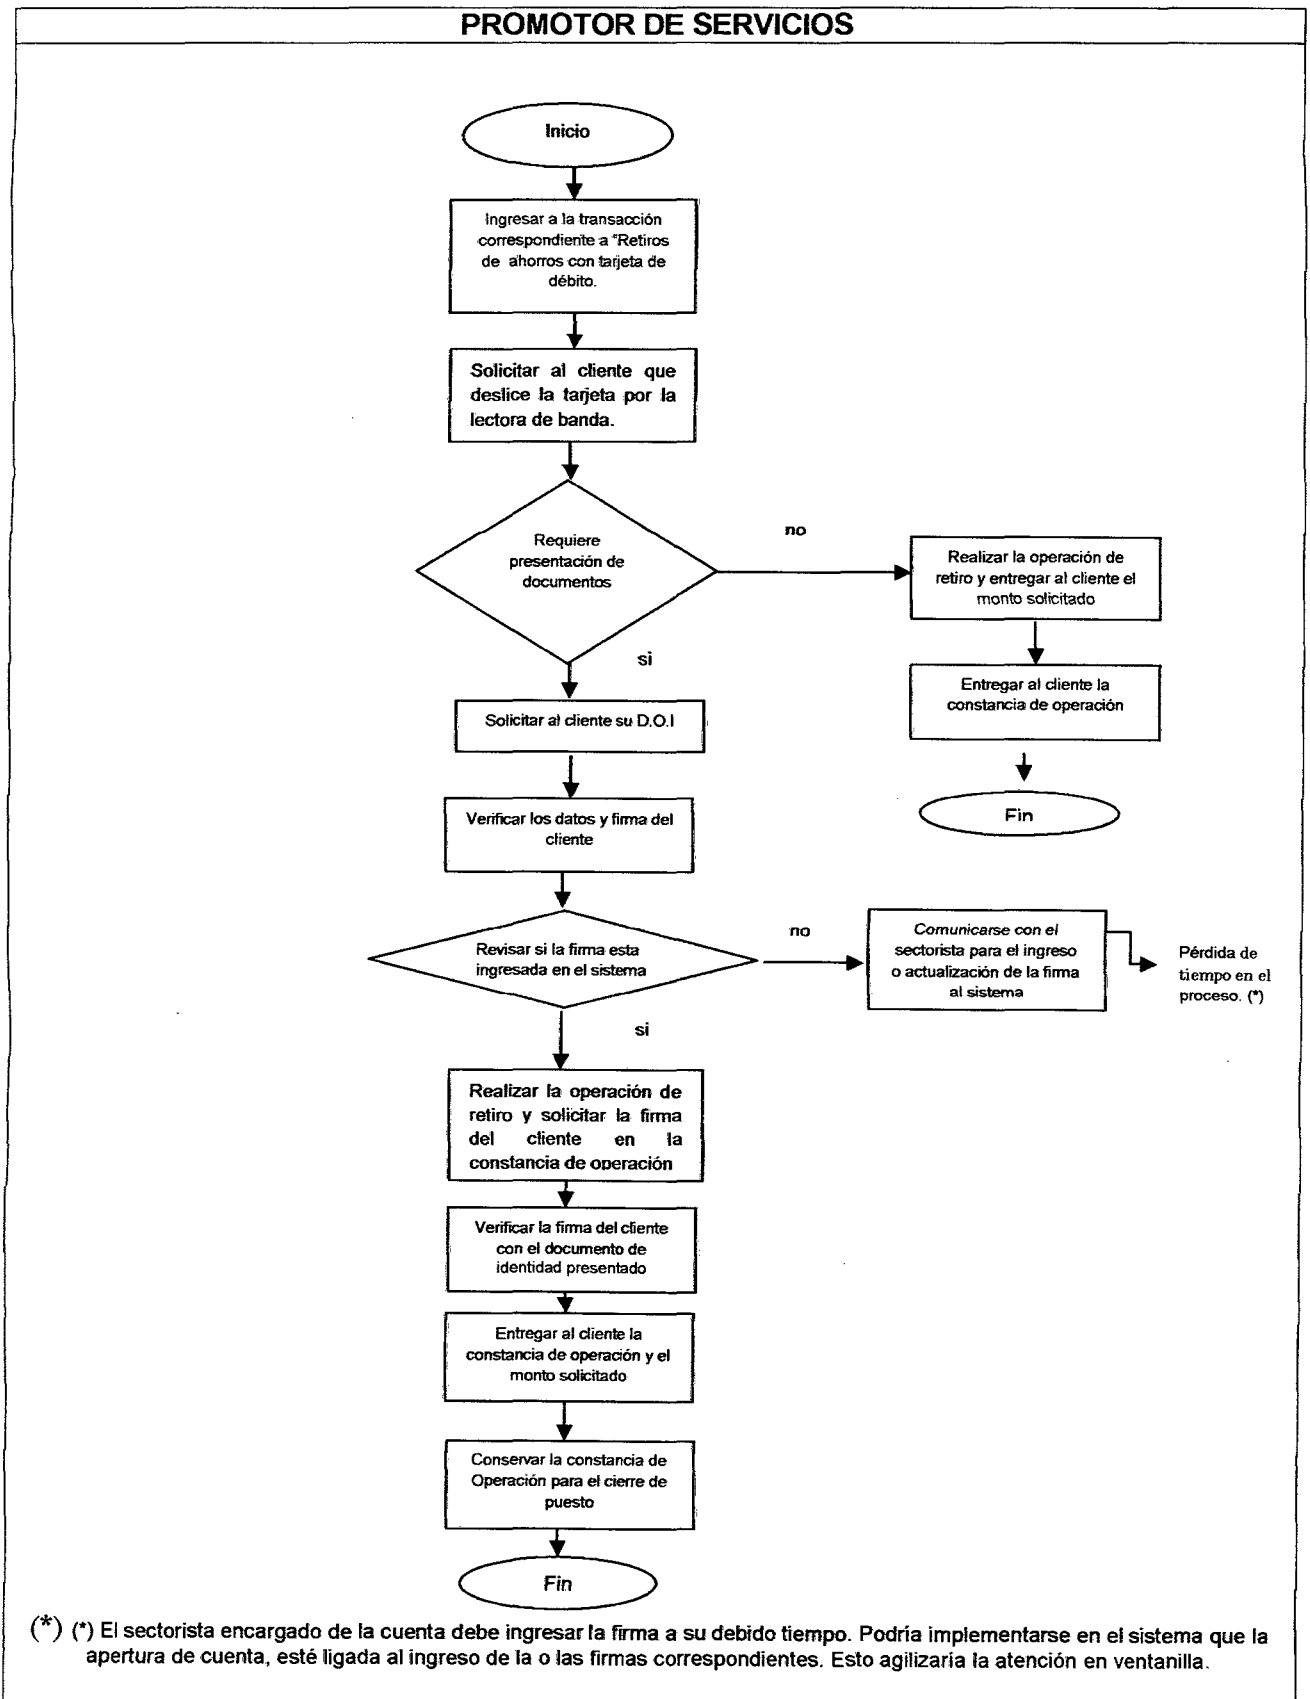 PROMOTOR DE SERVICIOS
Inicio
Ingresar a la transacción
correspondiente a "Retiros
de ahorros con tarjeta de
débito.
Solicitar al cliente que
deslice la tarjeta por la
lectora de banda.
Requiere
presentación de
documentos
no
Realizar la operación de
retiro y entregar al cliente el
monto solicitado
si
Entregar al cliente la
constancia de operación
Solicitar al cliente su D.O.I
Fin
Verificar los datos y firma del
cliente
Revisar si la firma esta
ingresada en el sistema
no
Comunicarse con el
sectorista para el ingreso
o actualización de la firma
al sistema
Pérdida de
tiempo en el
proceso. (*)
si
Realizar la operación de
retiro y solicitar la firma
del cliente en la
constancia de operación
Verificar la firma del cliente
con el documento de
identidad presentado
Entregar al cliente la
constancia de operación y el
monto solicitado
Conservar la constancia de
Operación para el cierre de
puesto
Fin
(*) (*) El sectorista encargado de la cuenta debe ingresar la firma a su debido tiempo. Podría implementarse en el sistema que la
apertura de cuenta, esté ligada al ingreso de la o las firmas correspondientes. Esto agilizaría la atención en ventanilla.